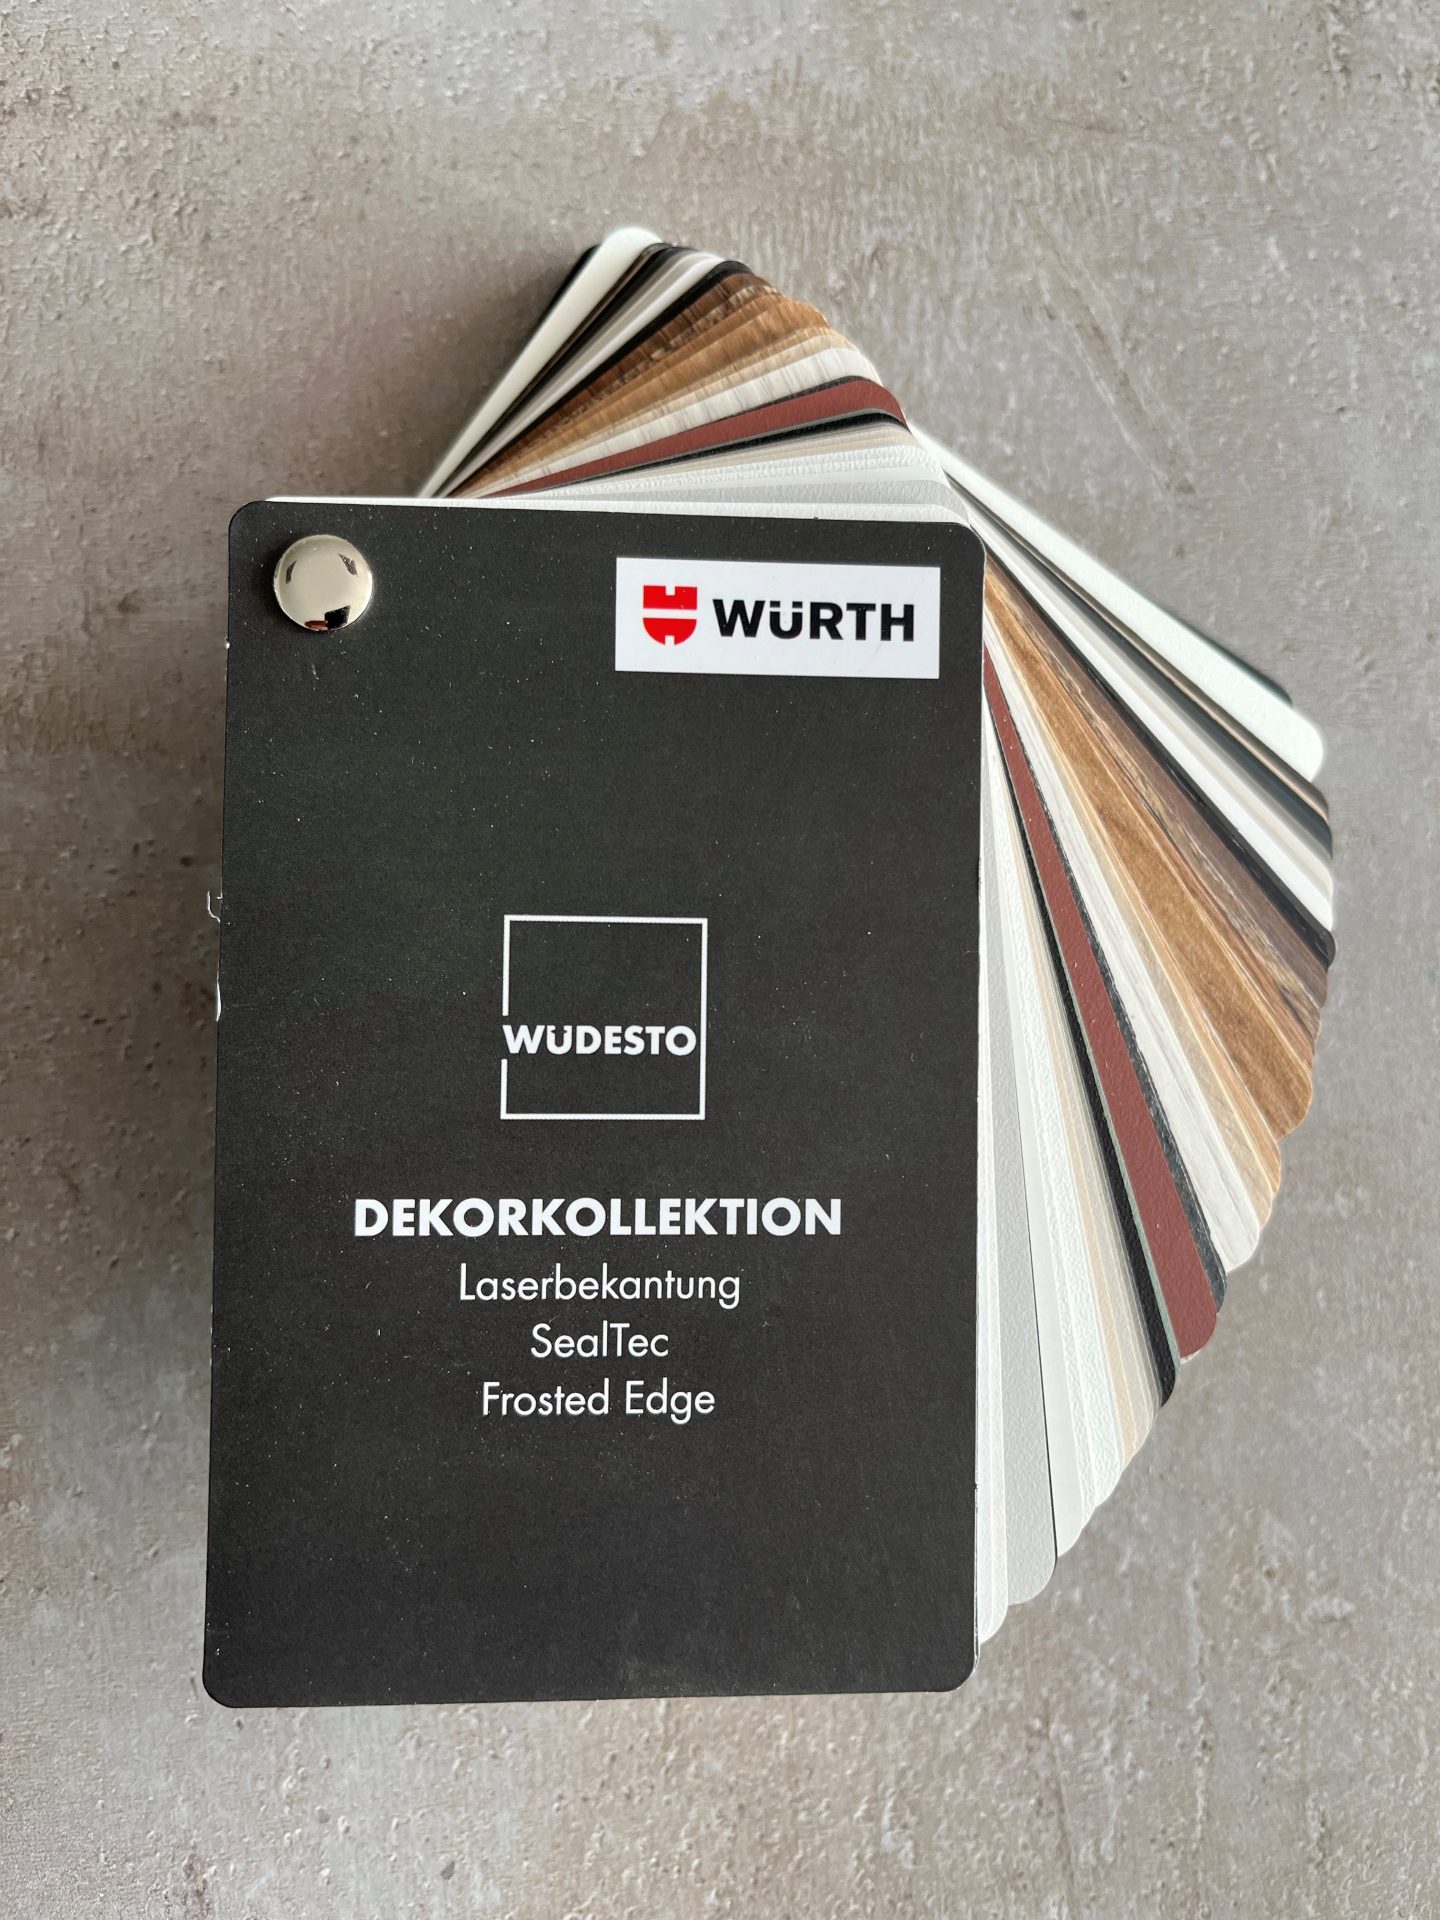 WÜRTH
WÜDESTO
DEKORKOLLEKTION
Laserbekantung
SealTec
Frosted Edge